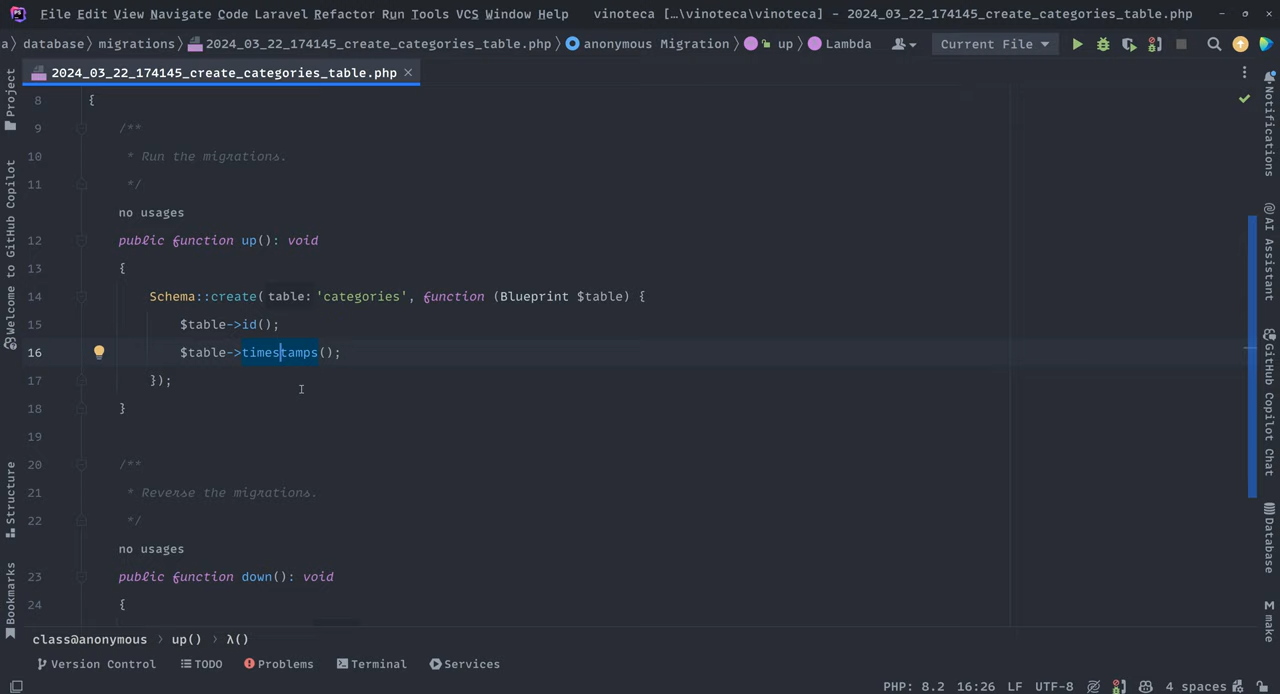 File Edit View Navigate Code Laravel Refactor Run Tools VCS Window Help vinoteca [...\vinoteca\vinoteca] - 2024_03_22_174145_create_categories_table.php
a〉 database〉 migrations〉 2024_03_22_174145_create_categories_table.php〉 anonymous Migration〉 up〉 Lambda Current File
2024_03_22_174145_create_categories_table.php
8 {
9 /**
10 * Run the migrations.
11 */
no usages
12 public function up(): void
13 {
14 Schema::create( table: 'categories', function (Blueprint $table) {
15 $table->id();
16 $table->timestamps();
17 });
18 }
19
20 /**
21 * Reverse the migrations.
22 */
no usages
23 public function down(): void
24 {
class@anonymous 〉 up() 〉 λ()
Version Control TODO Problems Terminal Services
PHP: 8.2 16:26 LF UTF-8 4 spaces
Project
Welcome to GitHub Copilot
Structure
Bookmarks
Notifications
AI Assistant
GitHub Copilot Chat
Database
M make